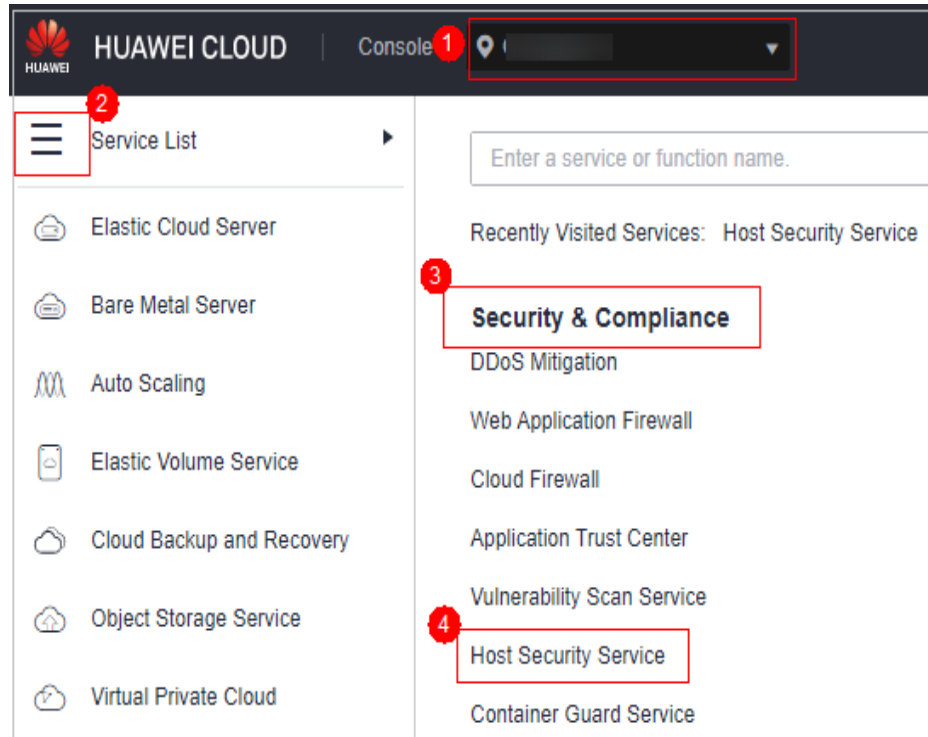 HUAWEI
HUAWEI CLOUD
Console
1
2
Service List
Elastic Cloud Server
Bare Metal Server
Auto Scaling
Elastic Volume Service
Cloud Backup and Recovery
Object Storage Service
Virtual Private Cloud
Enter a service or function name.
Recently Visited Services: Host Security Service
3
Security & Compliance
DDoS Mitigation
Web Application Firewall
Cloud Firewall
Application Trust Center
Vulnerability Scan Service
4
Host Security Service
Container Guard Service